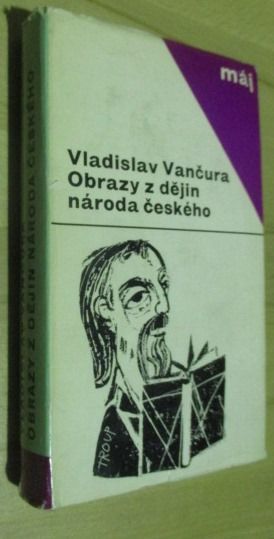 máj
Vladislav Vančura
Obrazy z dějin
národa českého
TROUP
OBRAZY Z DĚJIN NÁRODA ČESKÉHO